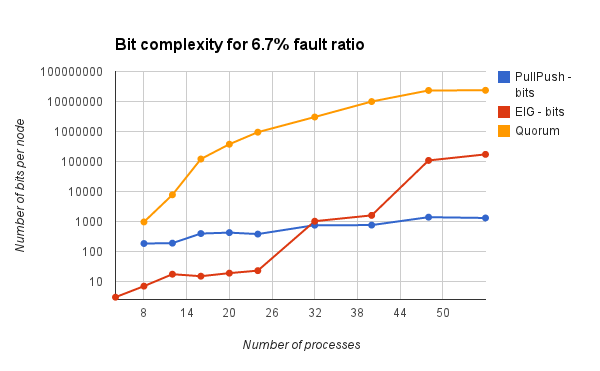 Bit complexity for 6.7% fault ratio
100000000
10000000
1000000
100000
10000
1000
100
10
Number of bits per node
8 14 20 26 32 38 44 50
Number of processes
PullPush -
bits
EIG - bits
Quorum